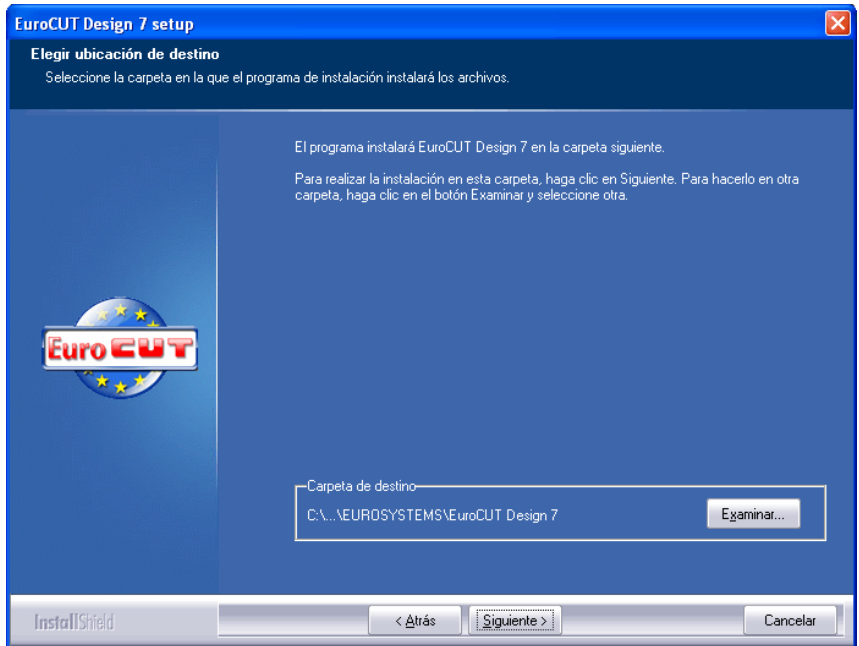 EuroCUT Design 7 setup
Elegir ubicación de destino
Seleccione la carpeta en la que el programa de instalación instalará los archivos.
El programa instalará EuroCUT Design 7 en la carpeta siguiente.
Para realizar la instalación en esta carpeta, haga clic en Siguiente. Para hacerlo en otra
carpeta, haga clic en el botón Examinar y seleccione otra.
Euro CUT
Carpeta de destino
C:\...\EUROSYSTEMS\EuroCUT Design 7
Examinar...
InstallShield
< Atrás
Siguiente >
Cancelar